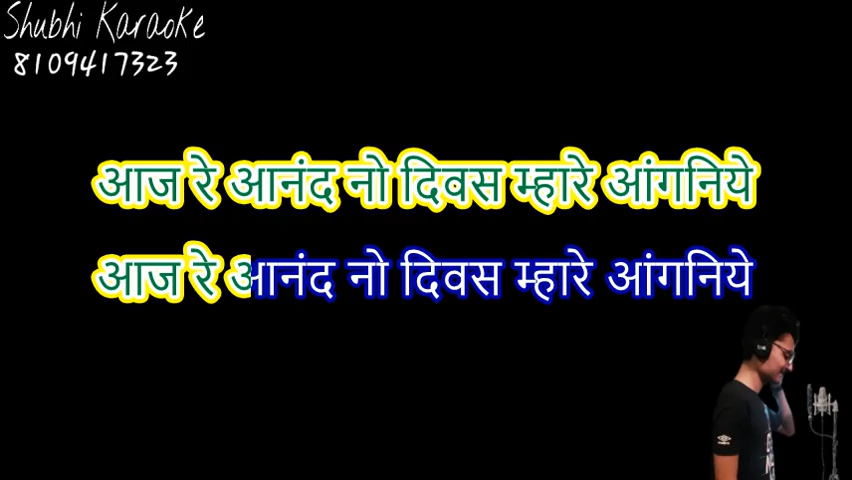 Shubhi Karaoke
8109417323
आज रे आनंद नो दिवस म्हारे आंगनिये
आज रे आनंद नो दिवस म्हारे आंगनिये